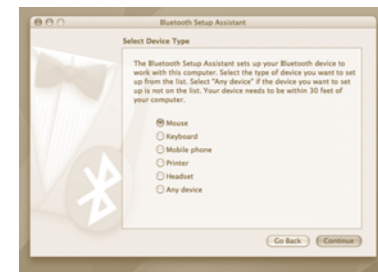 Bluetooth Setup Assistant
Select Device Type
The Bluetooth Setup Assistant sets up your Bluetooth device to
work with this computer. Select the type of device you want to set
up from the list. Select "Any device" if the device you want to set
up is not on the list. Your device needs to be within 30 feet of
your computer.
Mouse
Keyboard
Mobile phone
Printer
Headset
Any device
Go Back
Continue